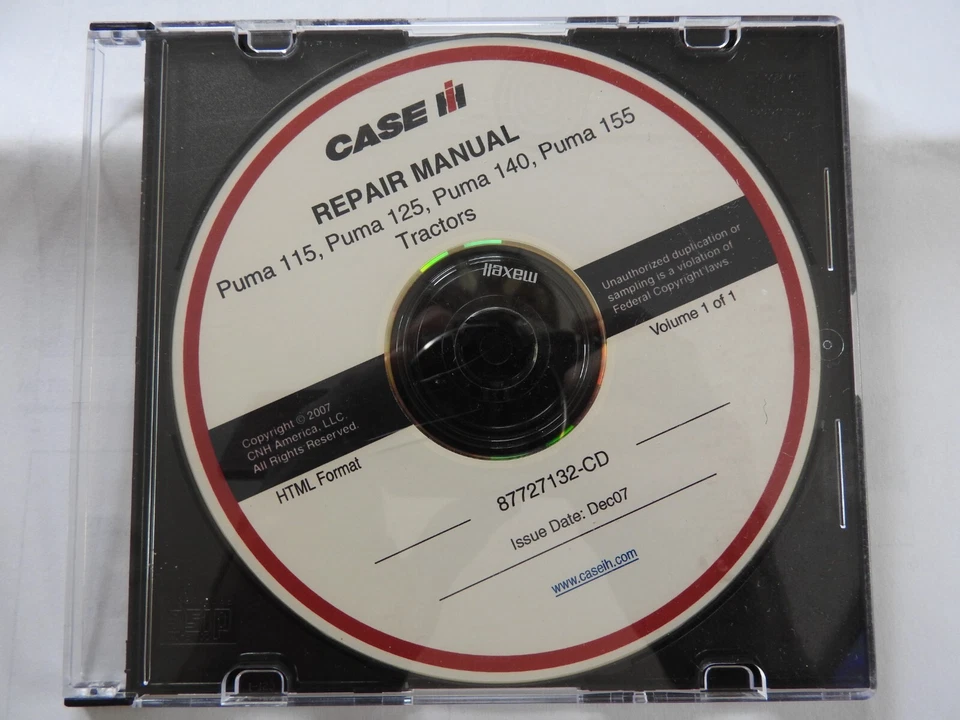 CASE IH
REPAIR MANUAL
Puma 115, Puma 125, Puma 140, Puma 155
Tractors
maxell
Unauthorized duplication or
sampling is a violation of
Federal Copyright laws.
Volume 1 of 1
Copyright © 2007
CNH America, LLC.
All Rights Reserved.
HTML Format
87727132-CD
Issue Date: Dec07
www.caseih.com